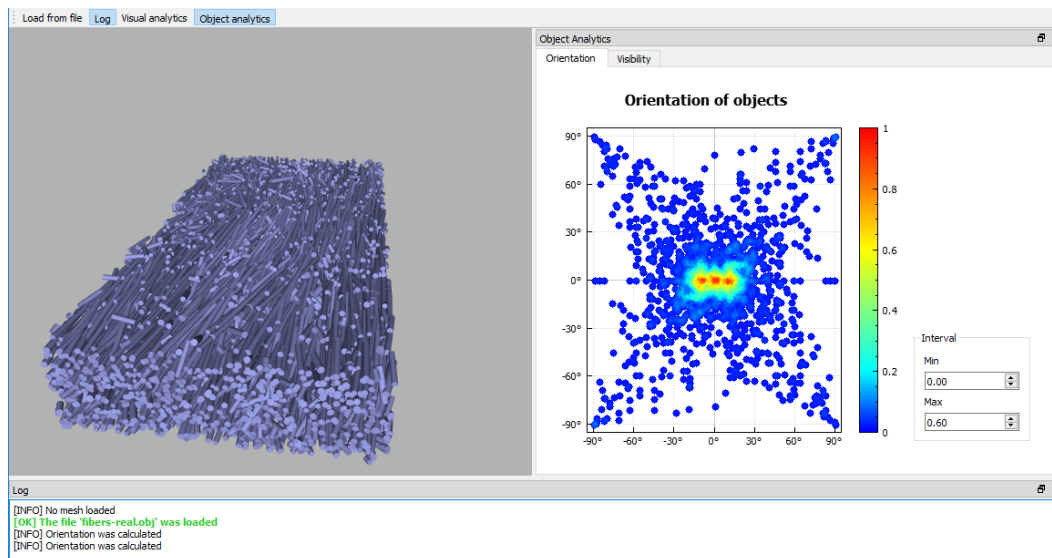 Load from file Log Visual analytics Object analytics
Object Analytics
Orientation Visibility
Orientation of objects
90°
60°
30°
0°
-30°
-60°
-90°
-90° -60° -30° 0° 30° 60° 90°
1
0.8
0.6
0.4
0.2
0
Interval
Min
0.00
Max
0.60
Log
[INFO] No mesh loaded
[OK] The file 'fibers-real.obj' was loaded
[INFO] Orientation was calculated
[INFO] Orientation was calculated